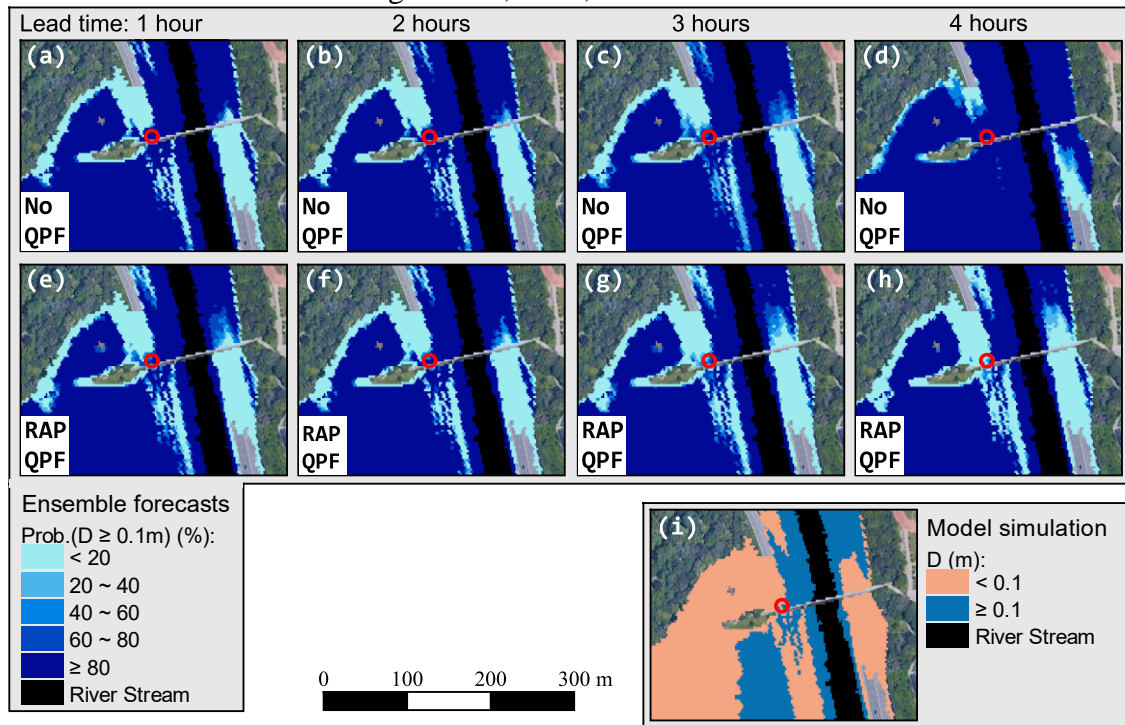 Lead time: 1 hour 2 hours 3 hours 4 hours
(a) (b) (c) (d)
No QPF No QPF No QPF No QPF
(e) (f) (g) (h)
RAP QPF RAP QPF RAP QPF RAP QPF
Ensemble forecasts
Prob.(D ≥ 0.1m) (%):
< 20
20 ~ 40
40 ~ 60
60 ~ 80
≥ 80
River Stream
0 100 200 300 m
(i)
Model simulation
D (m):
< 0.1
≥ 0.1
River Stream